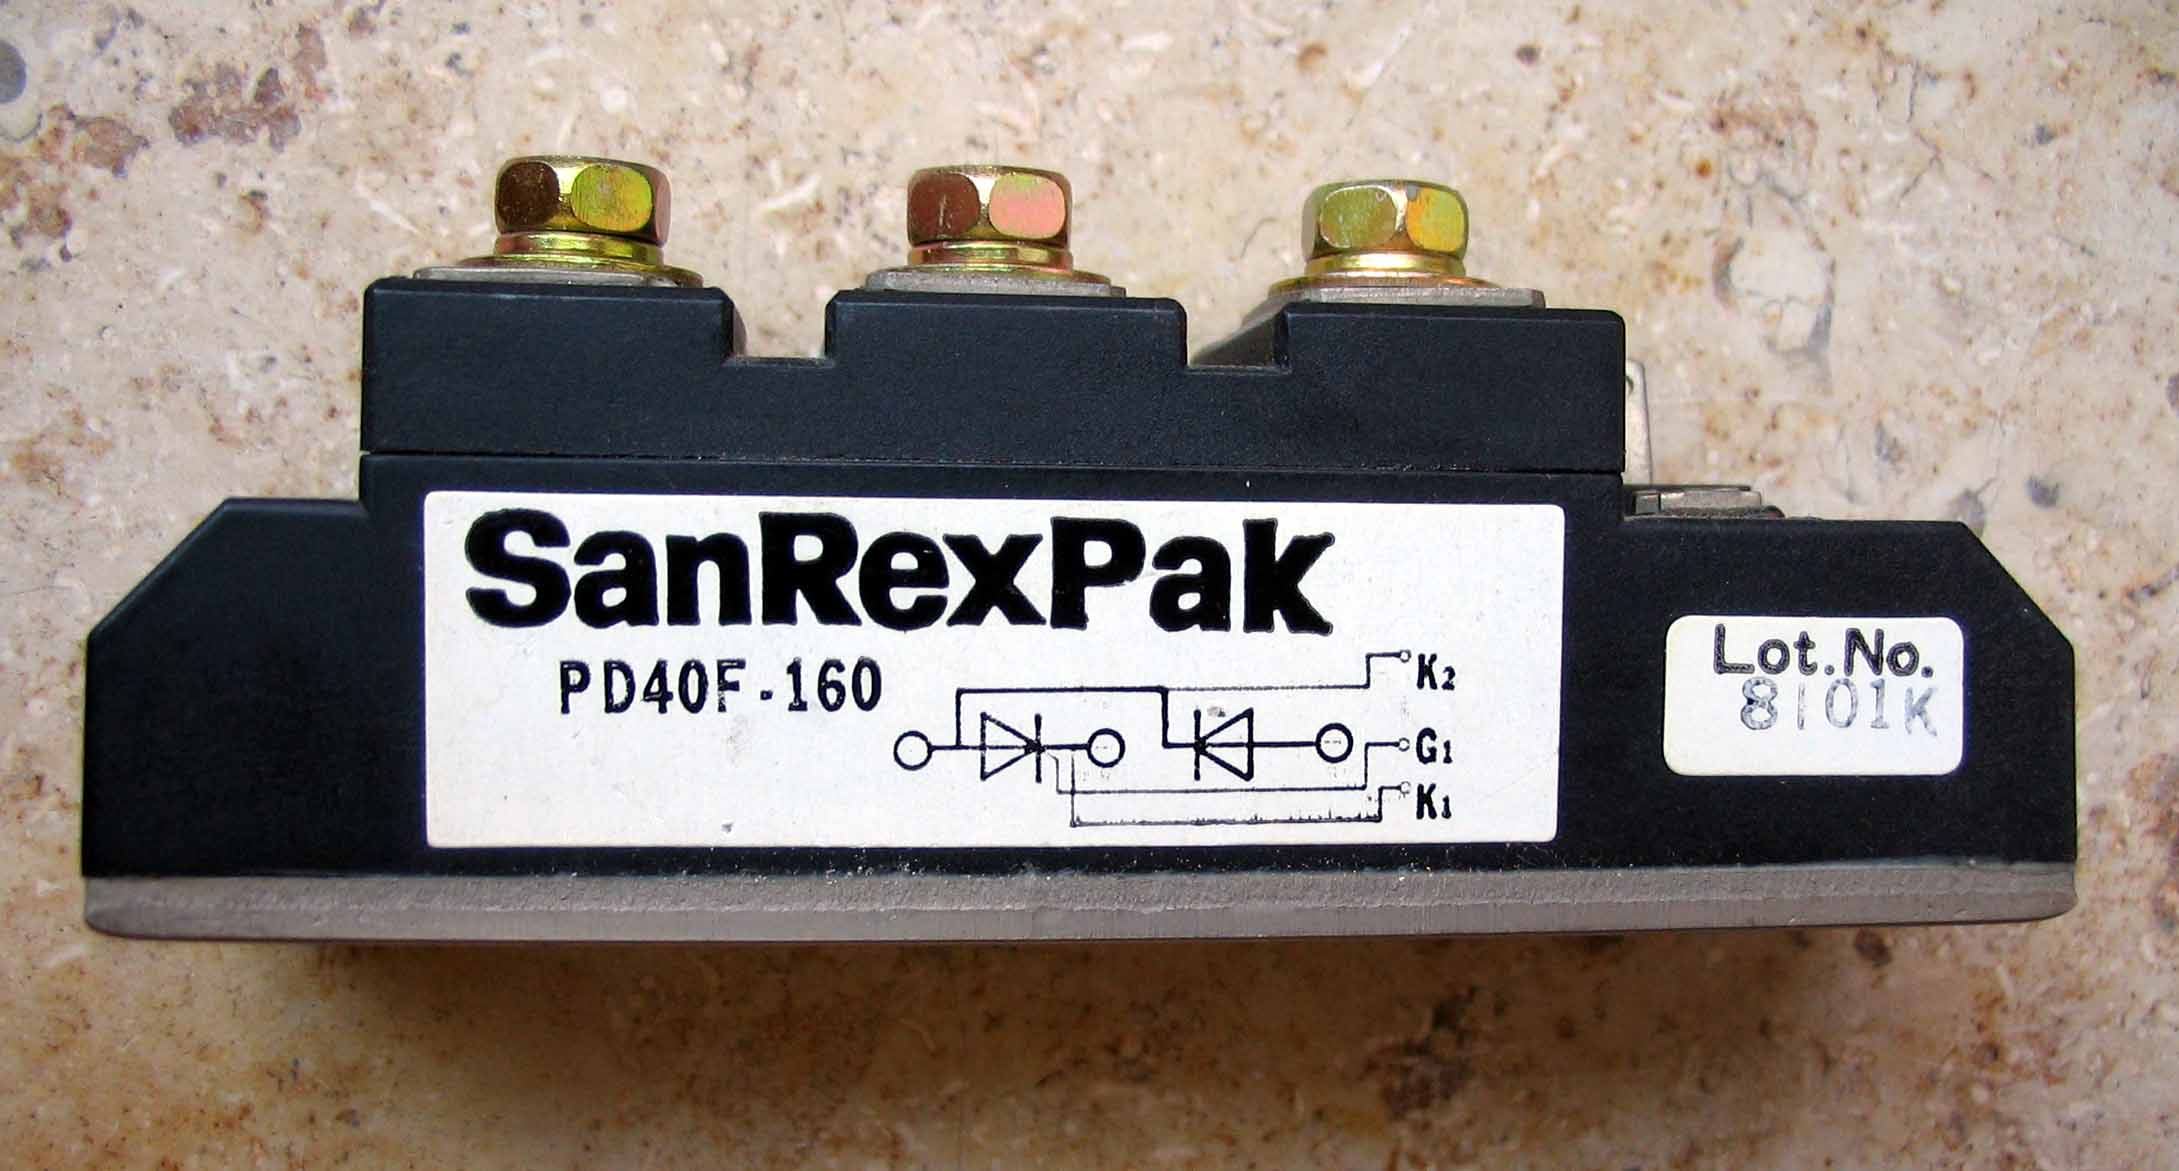 SanRexPak
PD40F-160
K2
G1
K1
Lot.No.
8101K